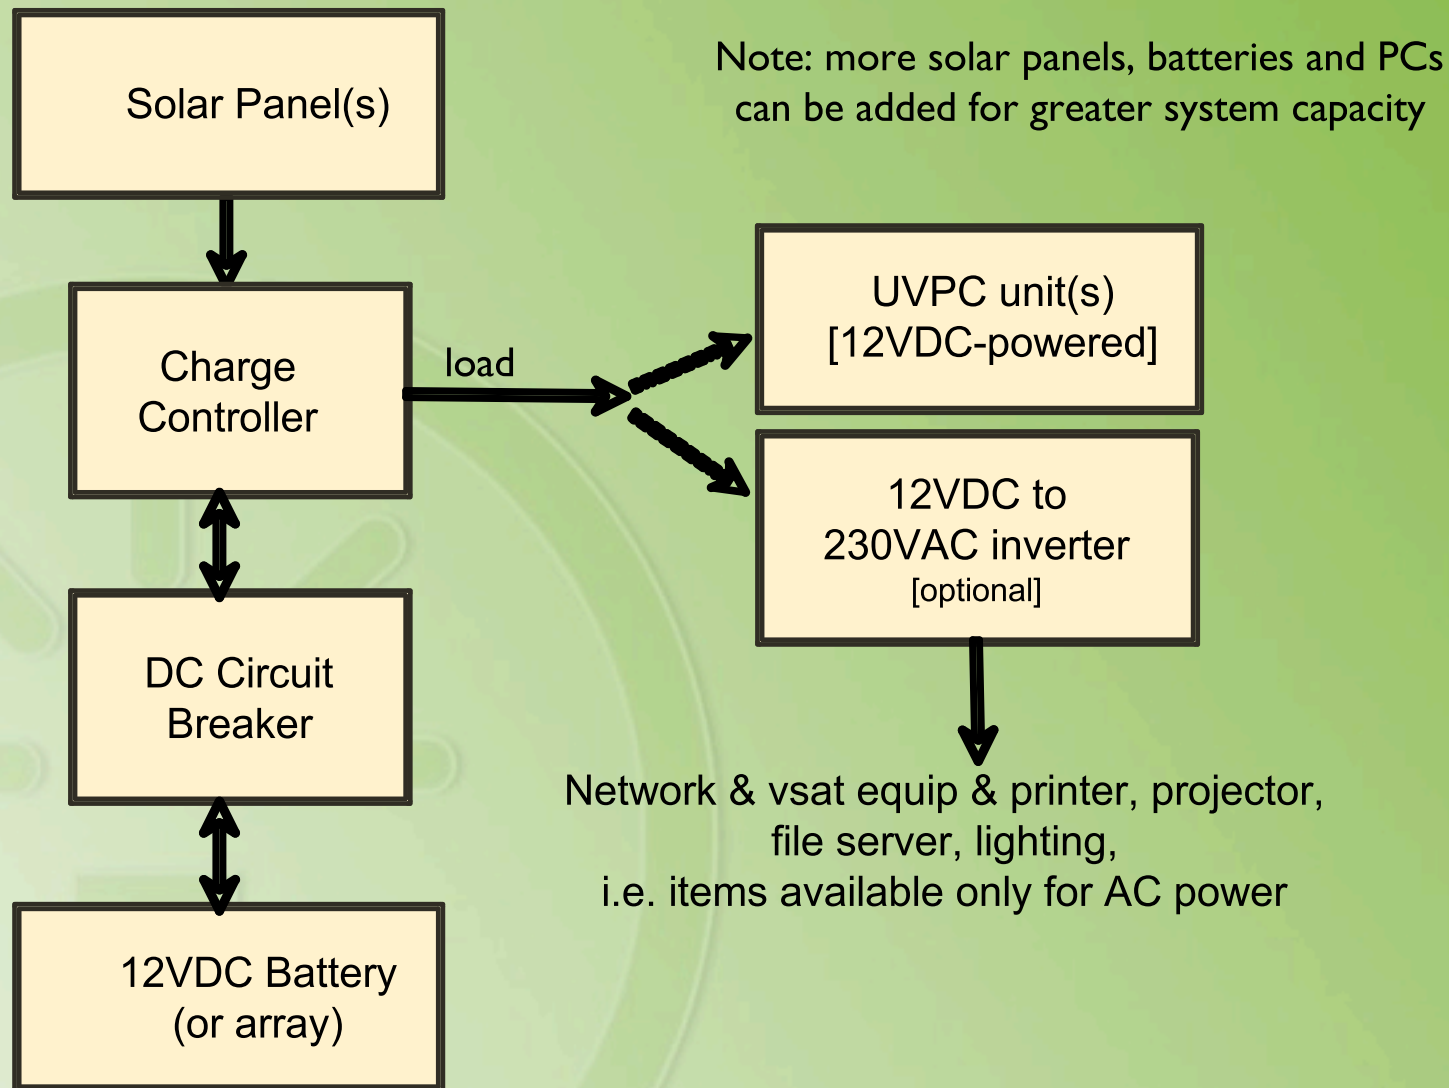 Solar Panel(s)
Note: more solar panels, batteries and PCs
can be added for greater system capacity
Charge
Controller
load
UVPC unit(s)
[12VDC-powered]
12VDC to
230VAC inverter
[optional]
DC Circuit
Breaker
Network & vsat equip & printer, projector,
file server, lighting,
i.e. items available only for AC power
12VDC Battery
(or array)